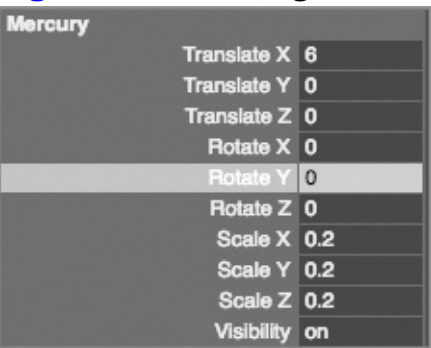 Mercury
Translate X 6
Translate Y 0
Translate Z 0
Rotate X 0
Rotate Y 0
Rotate Z 0
Scale X 0.2
Scale Y 0.2
Scale Z 0.2
Visibility on